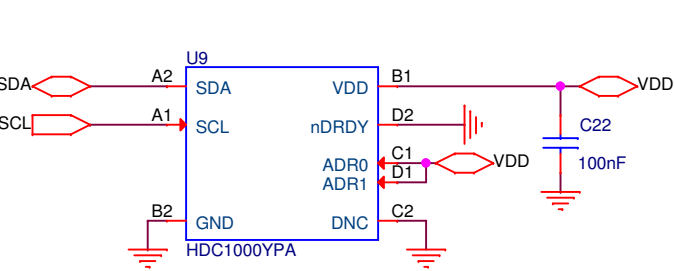 U9
SDA A2 SDA VDD B1 VDD
SCL A1 SCL nDRDY D2
C22
100nF
ADR0 C1 VDD
ADR1 D1
B2 GND DNC C2
HDC1000YPA